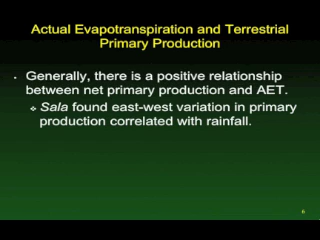 Actual Evapotranspiration and Terrestrial
Primary Production
• Generally, there is a positive relationship
between net primary production and AET.
❖ Sala found east-west variation in primary
production correlated with rainfall.
6